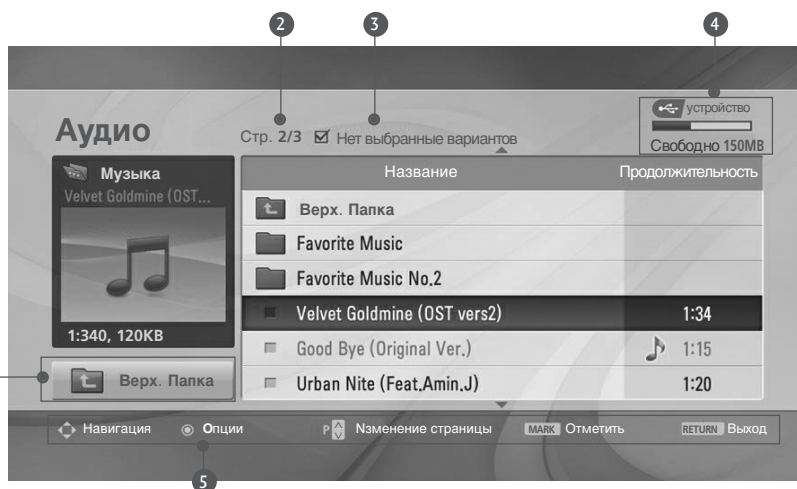 2 3 4
устройство
Свободно 150MB
Аудио
Стр. 2/3 Нет выбранные вариантов
Музыка
Velvet Goldmine (OST...
1:340, 120KB
Верх. Папка
Название Продолжительность
Верх. Папка
Favorite Music
Favorite Music No.2
Velvet Goldmine (OST vers2) 1:34
Good Bye (Original Ver.) 1:15
Urban Nite (Feat.Amin.J) 1:20
Навигация Опции P Nзменение страницы MARK Отметить RETURN Выход
5